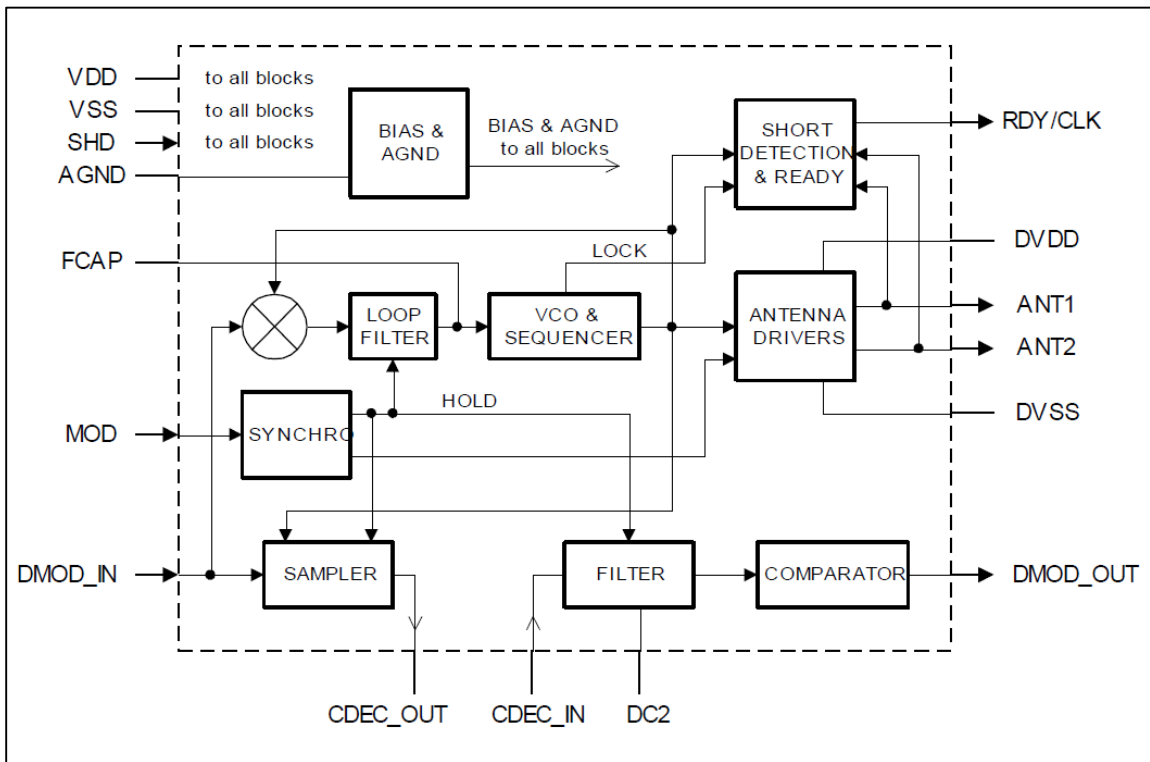 VDD
to all blocks
VSS
to all blocks
SHD
to all blocks
AGND
BIAS &
AGND
BIAS & AGND
to all blocks
SHORT
DETECTION
& READY
RDY/CLK
FCAP
LOCK
DVDD
LOOP
FILTER
VCO &
SEQUENCER
ANTENNA
DRIVERS
ANT1
ANT2
HOLD
DVSS
MOD
SYNCHRO
DMOD_IN
SAMPLER
FILTER
COMPARATOR
DMOD_OUT
CDEC_OUT
CDEC_IN
DC2